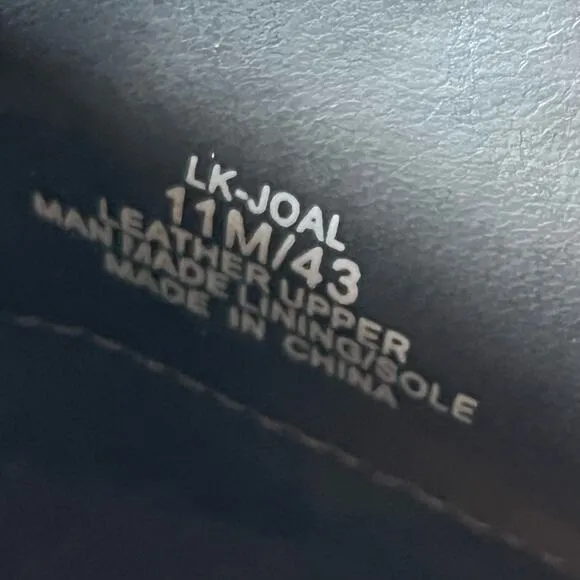 LK-JOAL
11M/43
LEATHER UPPER
MAN MADE LINING/SOLE
MADE IN CHINA